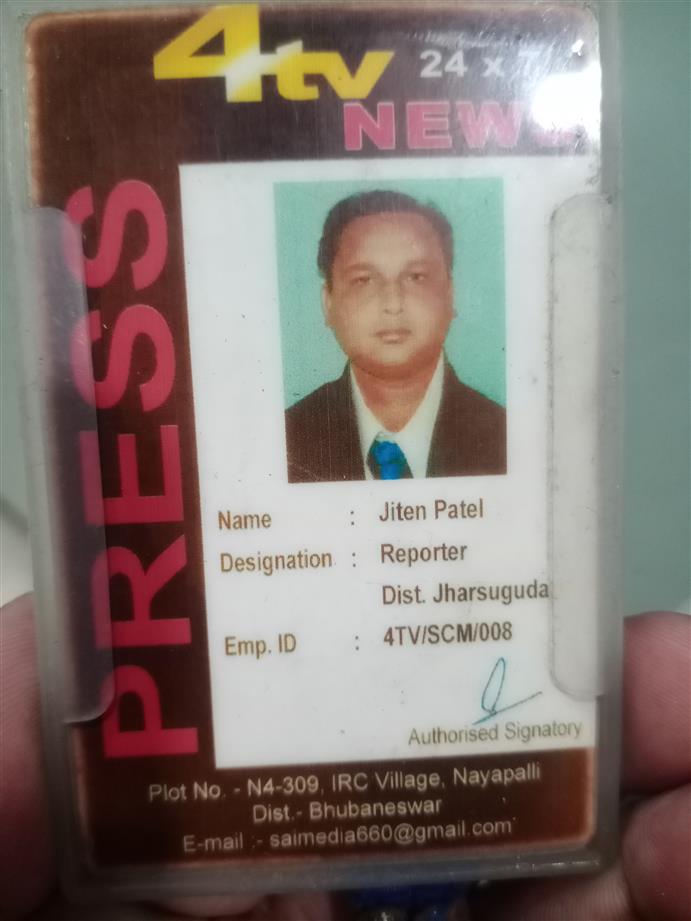 4tv 24 x 7
NEWS
PRESS
Name : Jiten Patel
Designation : Reporter
Dist. Jharsuguda
Emp. ID : 4TV/SCM/008
Authorised Signatory
Plot No. - N4-309, IRC Village, Nayapalli
Dist.- Bhubaneswar
E-mail :- saimedia660@gmail.com